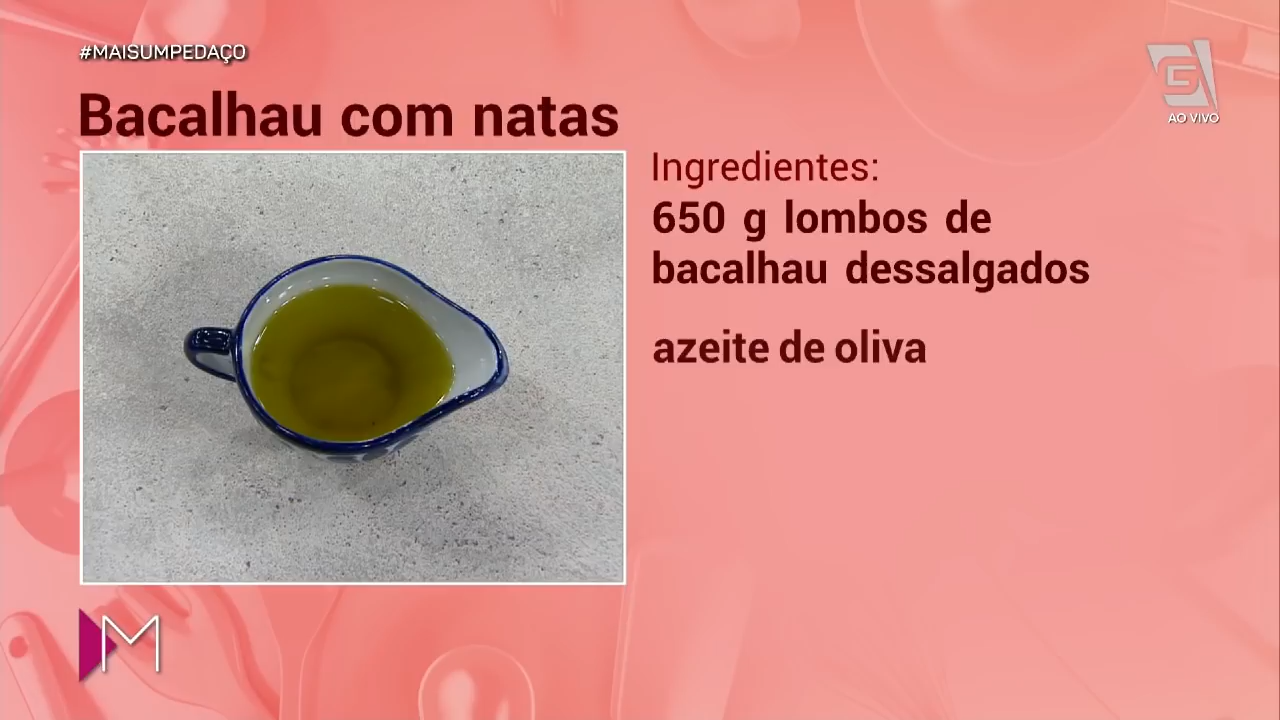 #MAISUMPEDAÇO
AO VIVO
Bacalhau com natas
Ingredientes:
650 g lombos de
bacalhau dessalgados
azeite de oliva
M